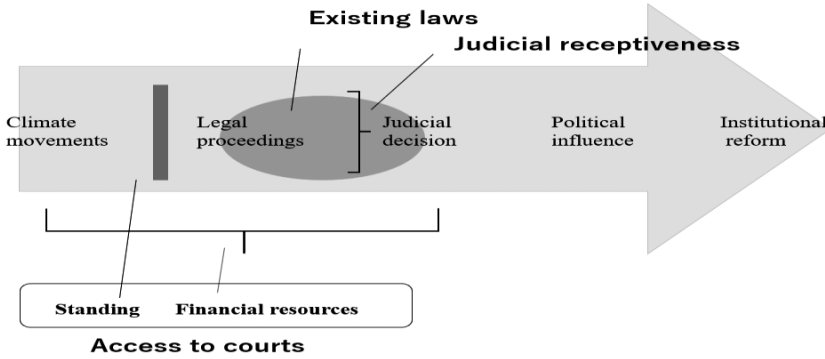 Existing laws
Judicial receptiveness
Climate
movements
Legal
proceedings
Judicial
decision
Political
influence
Institutional
reform
Standing
Financial resources
Access to courts